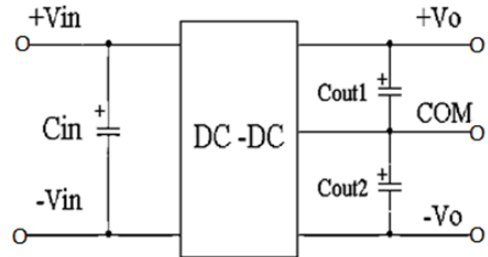 +Vin
+Vo
Cout1
+
+
COM
Cin
+
DC -DC
Cout2
+
-Vin
-Vo